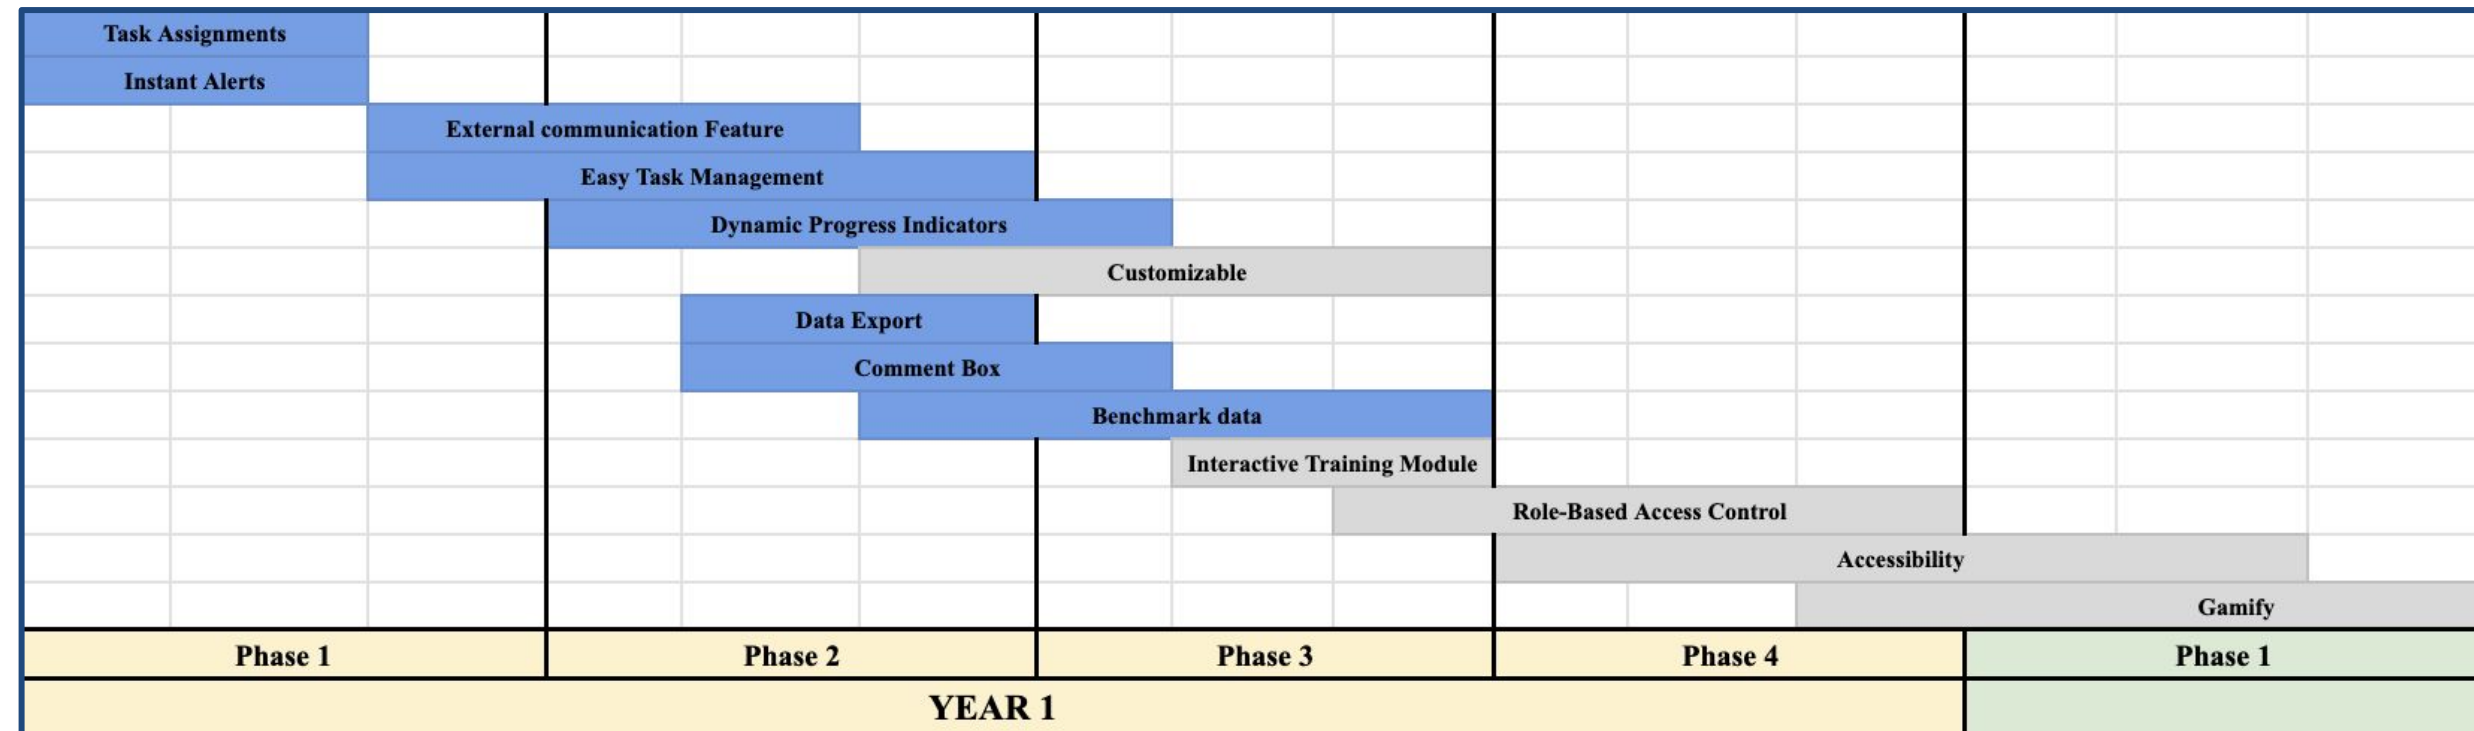 Task Assignments
Instant Alerts
External communication Feature
Easy Task Management
Dynamic Progress Indicators
Customizable
Data Export
Comment Box
Benchmark data
Interactive Training Module
Role-Based Access Control
Accessibility
Gamify
Phase 1 Phase 2 Phase 3 Phase 4 Phase 1
YEAR 1